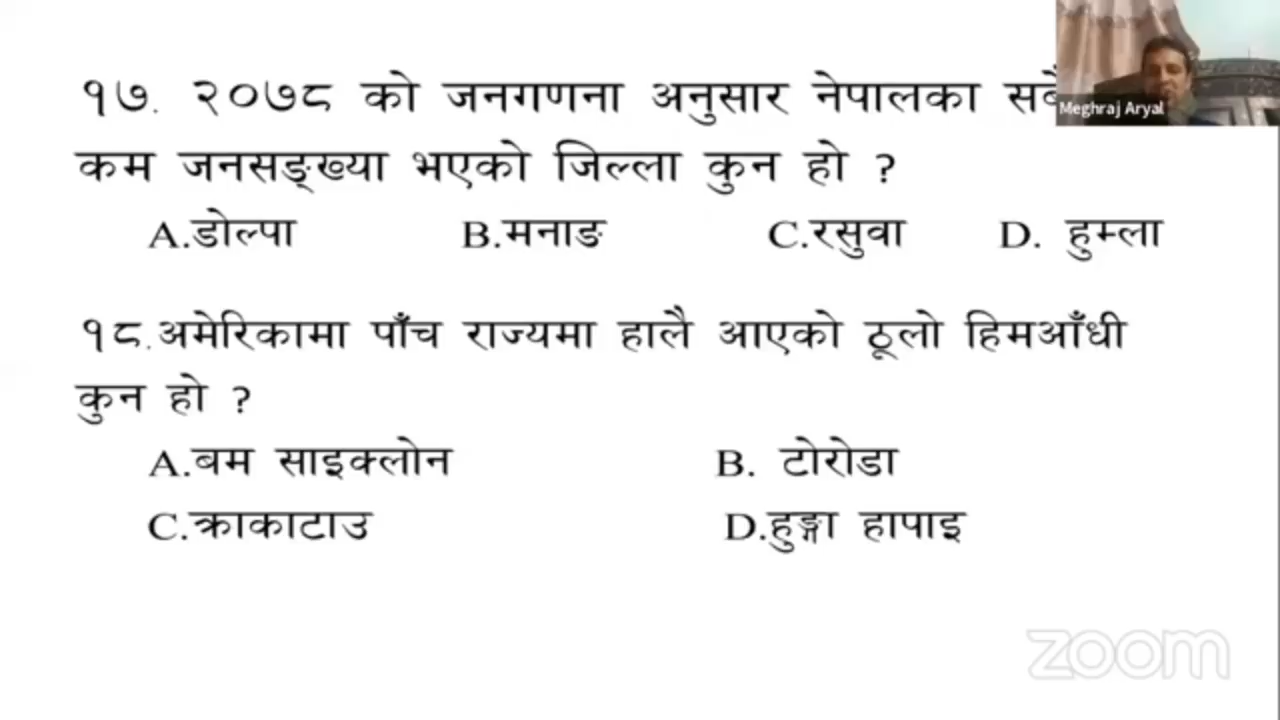 १७. २०७८ को जनगणना अनुसार नेपालका
कम जनसङ्ख्या भएको जिल्ला कुन हो ?
A.डोल्पा B.मनाङ C.रसुवा D. हुम्ला
१८.अमेरिकामा पाँच राज्यमा हालै आएको ठूलो हिमआँधी
कुन हो ?
A.बम साइक्लोन B. टोरोडा
C.क्राकाटाउ D.हुङ्गा हापाइ
Meghraj Aryal
zoom